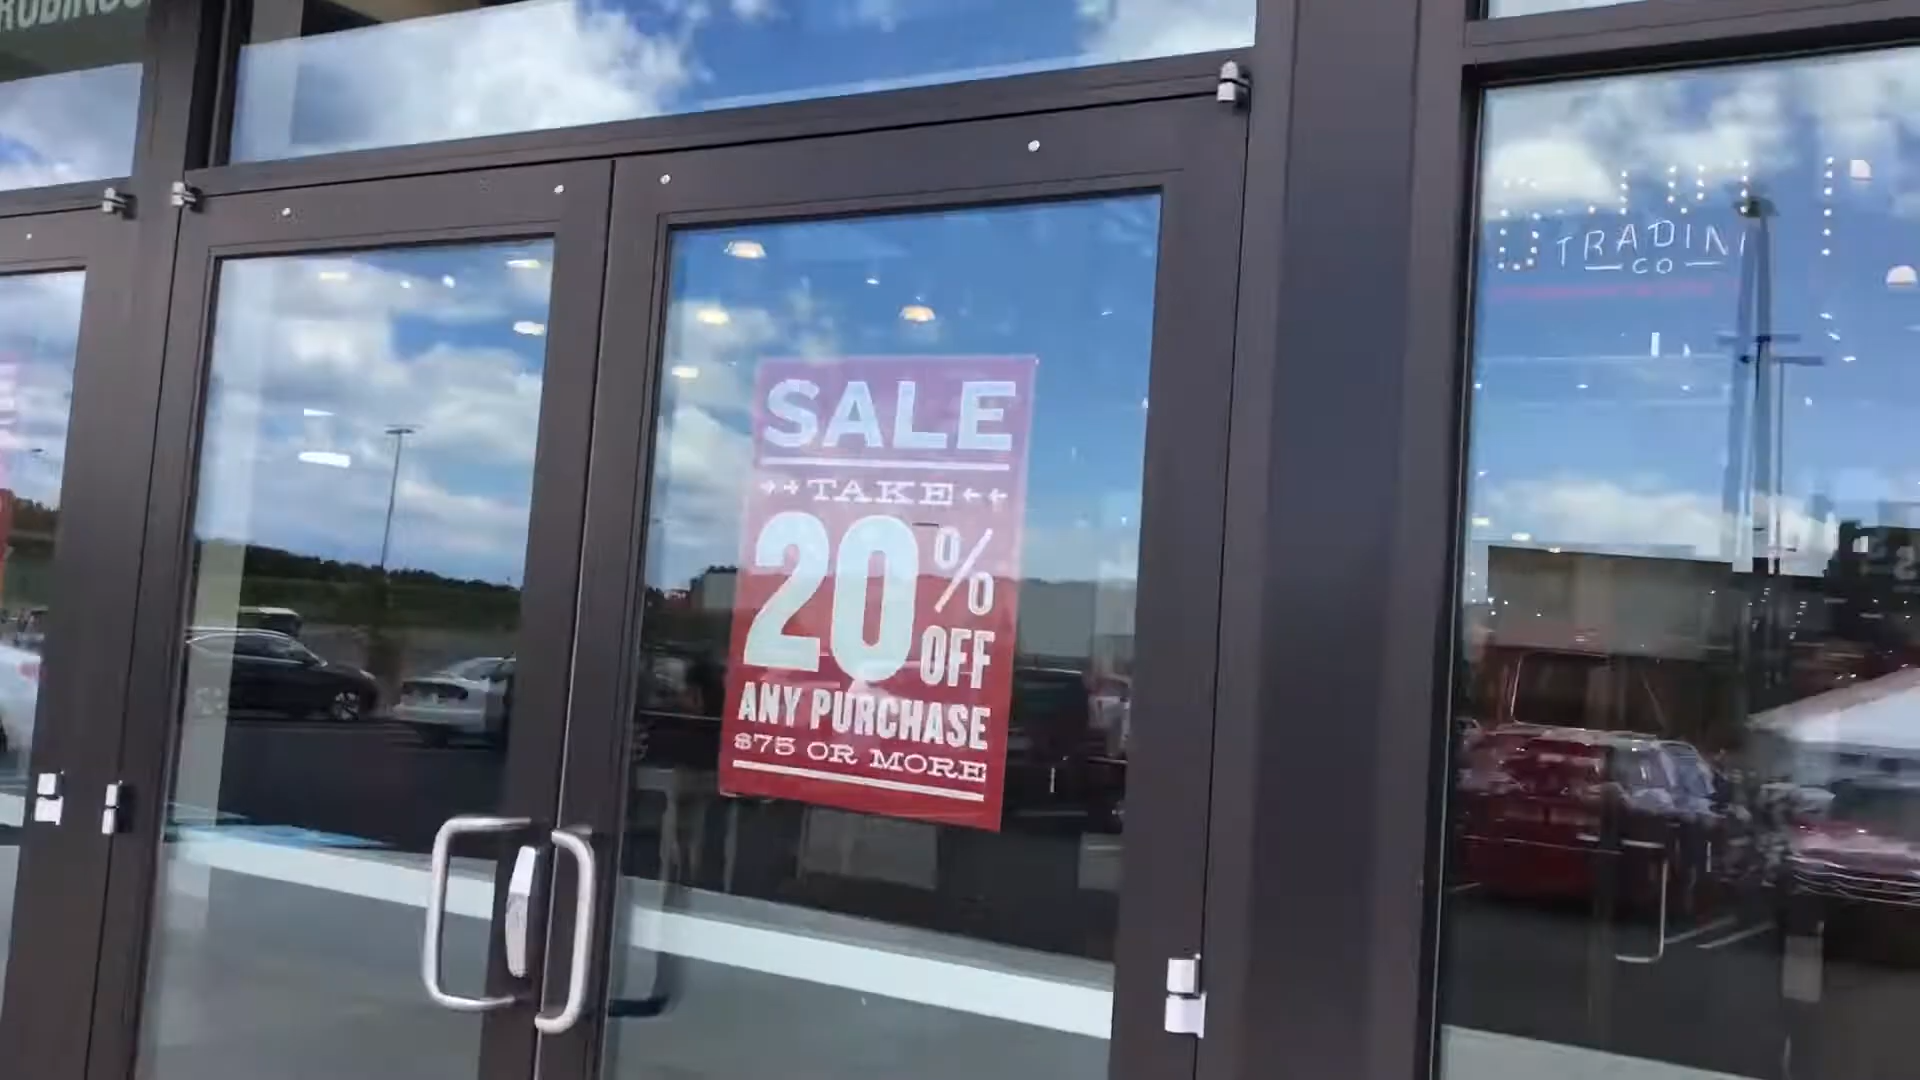 SALE
TAKE
20% OFF
ANY PURCHASE
$75 OR MORE
TRADIN
CO